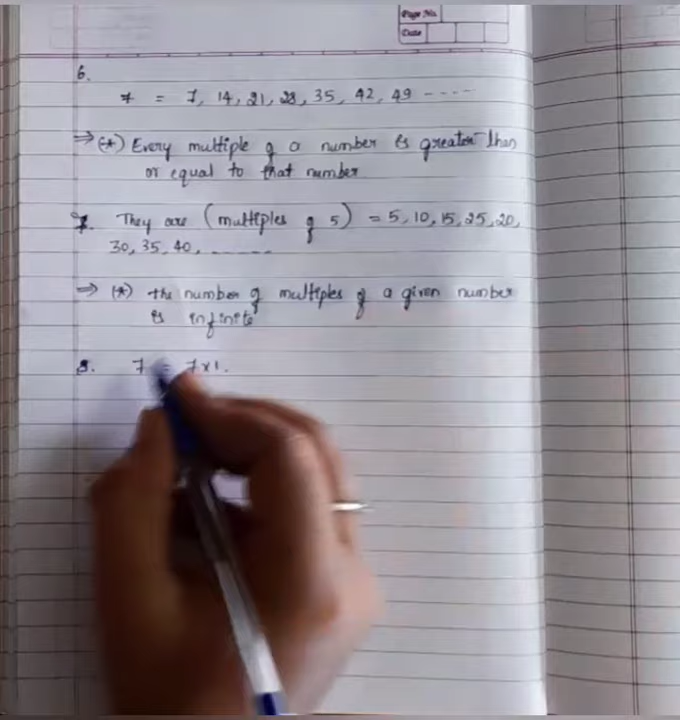 Page No.
Date
6.
7 = 7, 14, 21, 28, 35, 42, 49 -----
⇒ (*) Every multiple of a number is greater than
or equal to that number
7. They are (multiples of 5) = 5, 10, 15, 25, 20,
30, 35, 40, ------
⇒ (*) the number of multiples of a given number
is infinite
8. 7 = 7×1.